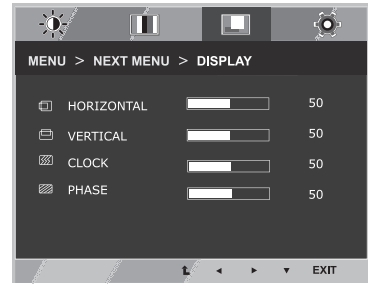 MENU > NEXT MENU > DISPLAY
HORIZONTAL 50
VERTICAL 50
CLOCK 50
PHASE 50
EXIT